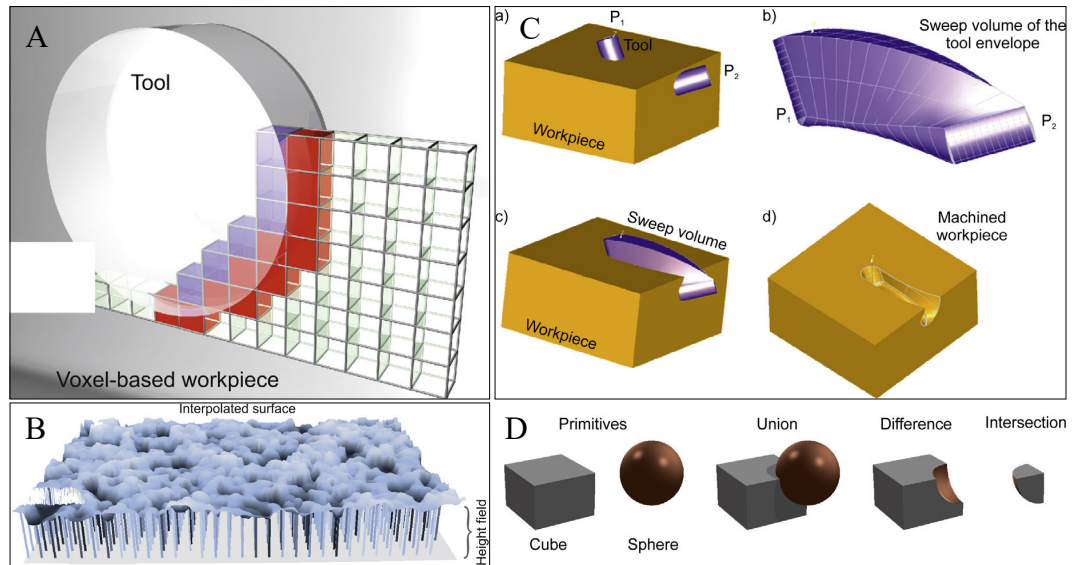 A
Tool
Voxel-based workpiece
B
Interpolated surface
Height field
C
a)
P1
Tool
P2
Workpiece
b)
Sweep volume of the
tool envelope
P1
P2
c)
Sweep volume
Workpiece
d)
Machined
workpiece
D
Primitives
Union
Difference
Intersection
Cube
Sphere